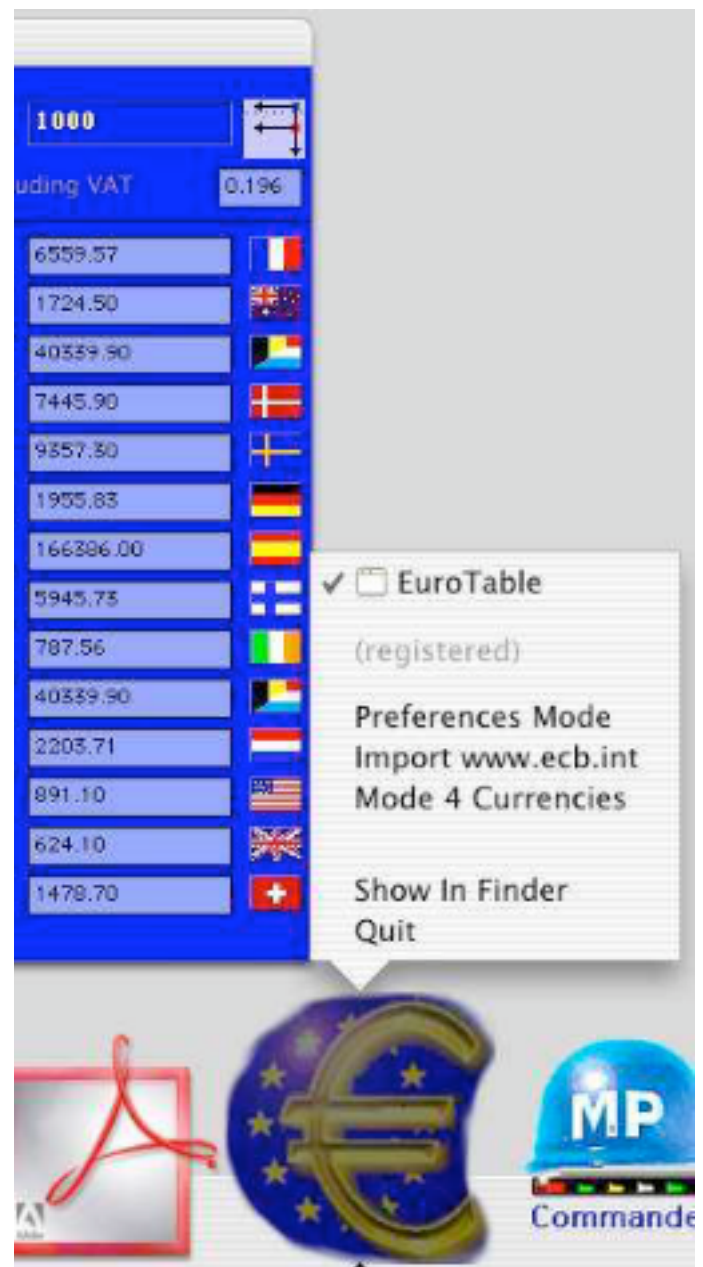 1000
uding VAT
0.196
6559.57
1724.50
40339.90
7445.90
9357.30
1955.83
166386.00
5945.73
787.56
40339.90
2203.71
891.10
624.10
1478.70
✓ EuroTable
(registered)
Preferences Mode
Import www.ecb.int
Mode 4 Currencies
Show In Finder
Quit
MP
Commande
Adobe